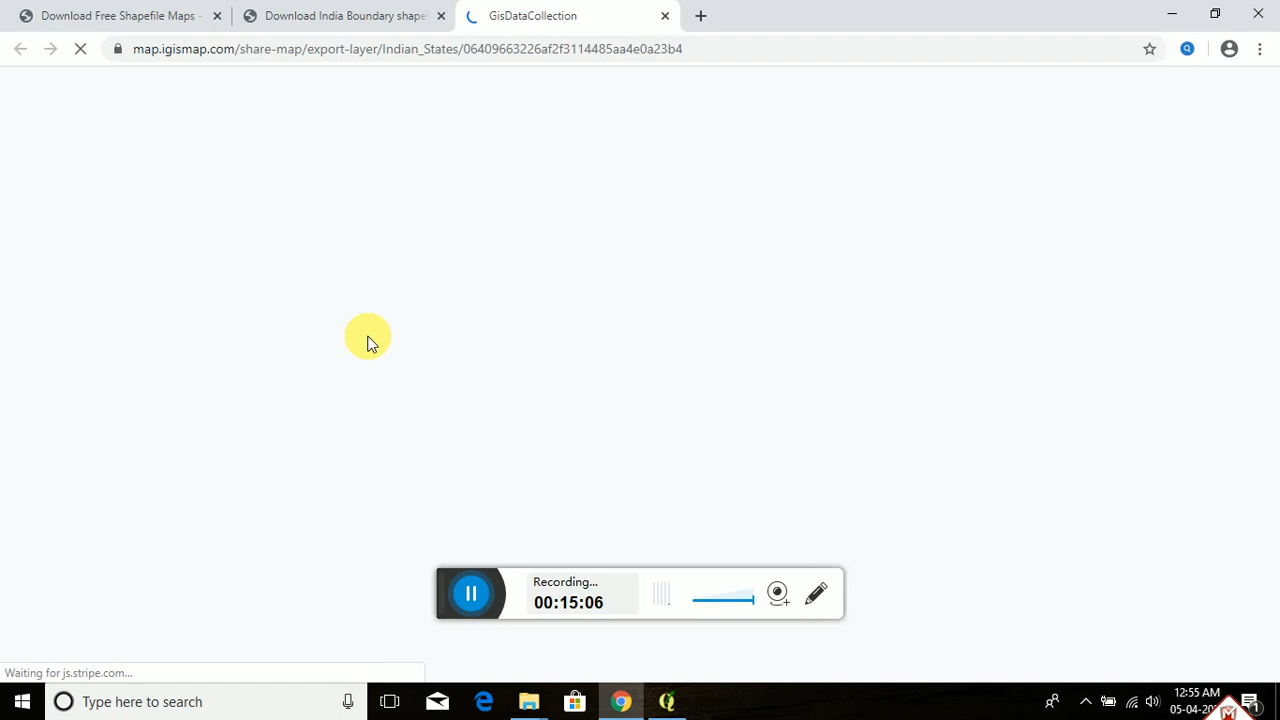 Download Free Shapefile Maps -
Download India Boundary shape
GisDataCollection
map.igismap.com/share-map/export-layer/Indian_States/06409663226af2f3114485aa4e0a23b4
Recording...
00:15:06
Waiting for js.stripe.com...
Type here to search
12:55 AM
05-04-20
1